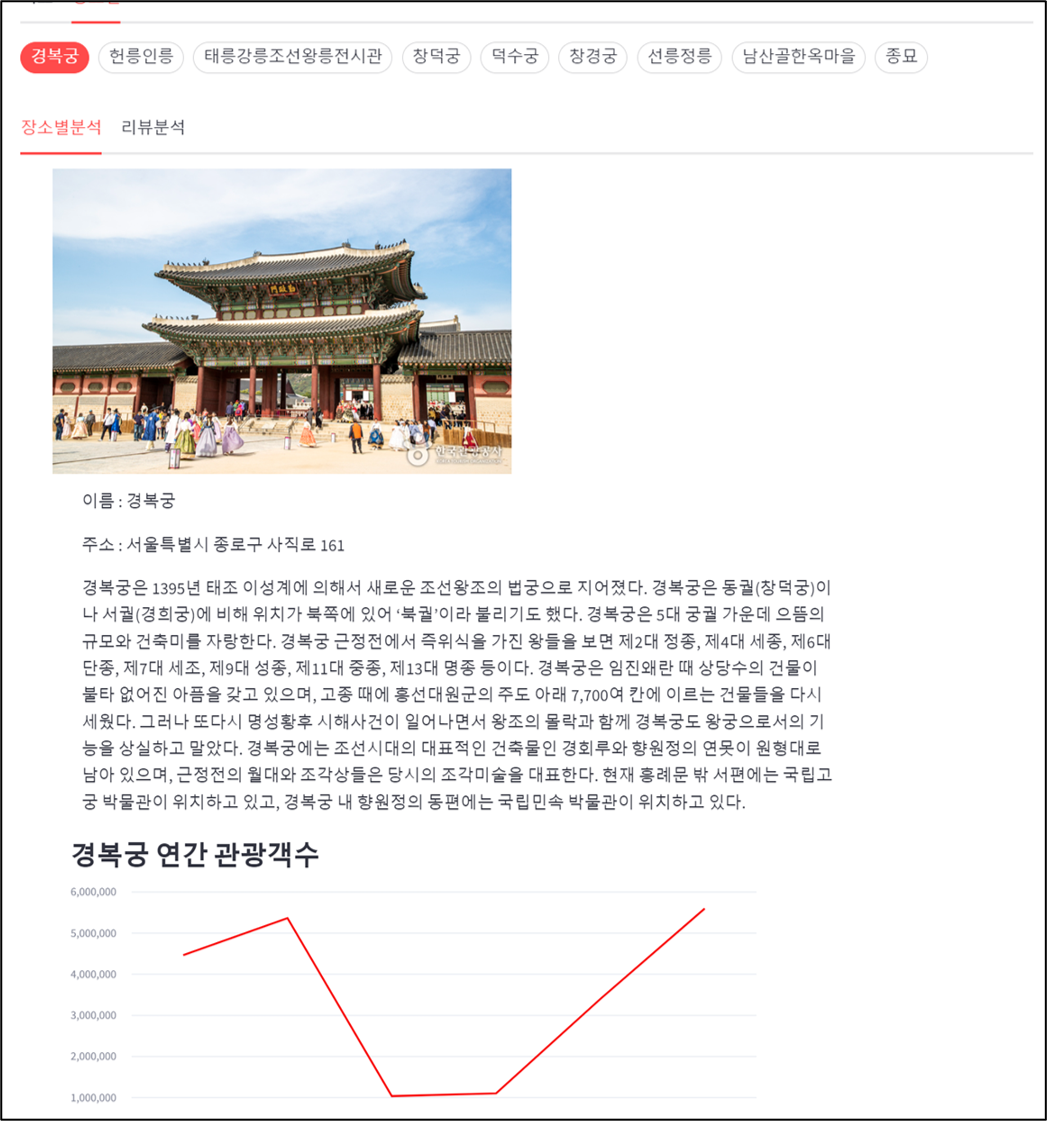 경복궁 헌릉인릉 태릉강릉조선왕릉전시관 창덕궁 덕수궁 창경궁 선릉정릉 남산골한옥마을 종묘
장소별분석 리뷰분석
이름 : 경복궁
주소 : 서울특별시 종로구 사직로 161
경복궁은 1395년 태조 이성계에 의해서 새로운 조선왕조의 법궁으로 지어졌다. 경복궁은 동궐(창덕궁)이
나 서궐(경희궁)에 비해 위치가 북쪽에 있어 ‘북궐’이라 불리기도 했다. 경복궁은 5대 궁궐 가운데 으뜸의
규모와 건축미를 자랑한다. 경복궁 근정전에서 즉위식을 가진 왕들을 보면 제2대 정종, 제4대 세종, 제6대
단종, 제7대 세조, 제9대 성종, 제11대 중종, 제13대 명종 등이다. 경복궁은 임진왜란 때 상당수의 건물이
불타 없어진 아픔을 갖고 있으며, 고종 때에 흥선대원군의 주도 아래 7,700여 칸에 이르는 건물들을 다시
세웠다. 그러나 또다시 명성황후 시해사건이 일어나면서 왕조의 몰락과 함께 경복궁도 왕궁으로서의 기
능을 상실하고 말았다. 경복궁에는 조선시대의 대표적인 건축물인 경회루와 향원정의 연못이 원형대로
남아 있으며, 근정전의 월대와 조각상들은 당시의 조각미술을 대표한다. 현재 흥례문 밖 서편에는 국립고
궁 박물관이 위치하고 있고, 경복궁 내 향원정의 동편에는 국립민속 박물관이 위치하고 있다.
경복궁 연간 관광객수
6,000,000
5,000,000
4,000,000
3,000,000
2,000,000
1,000,000